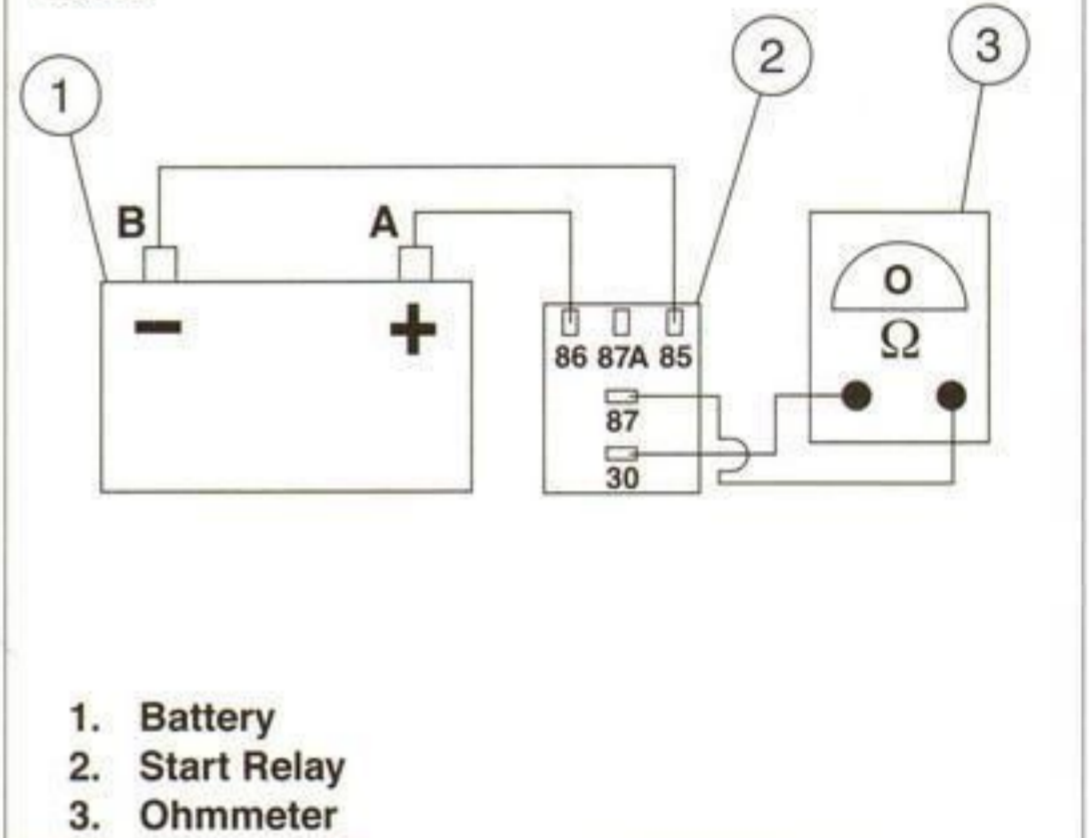 1
2
3
B
A
−
+
O
Ω
86 87A 85
87
30
1. Battery
2. Start Relay
3. Ohmmeter